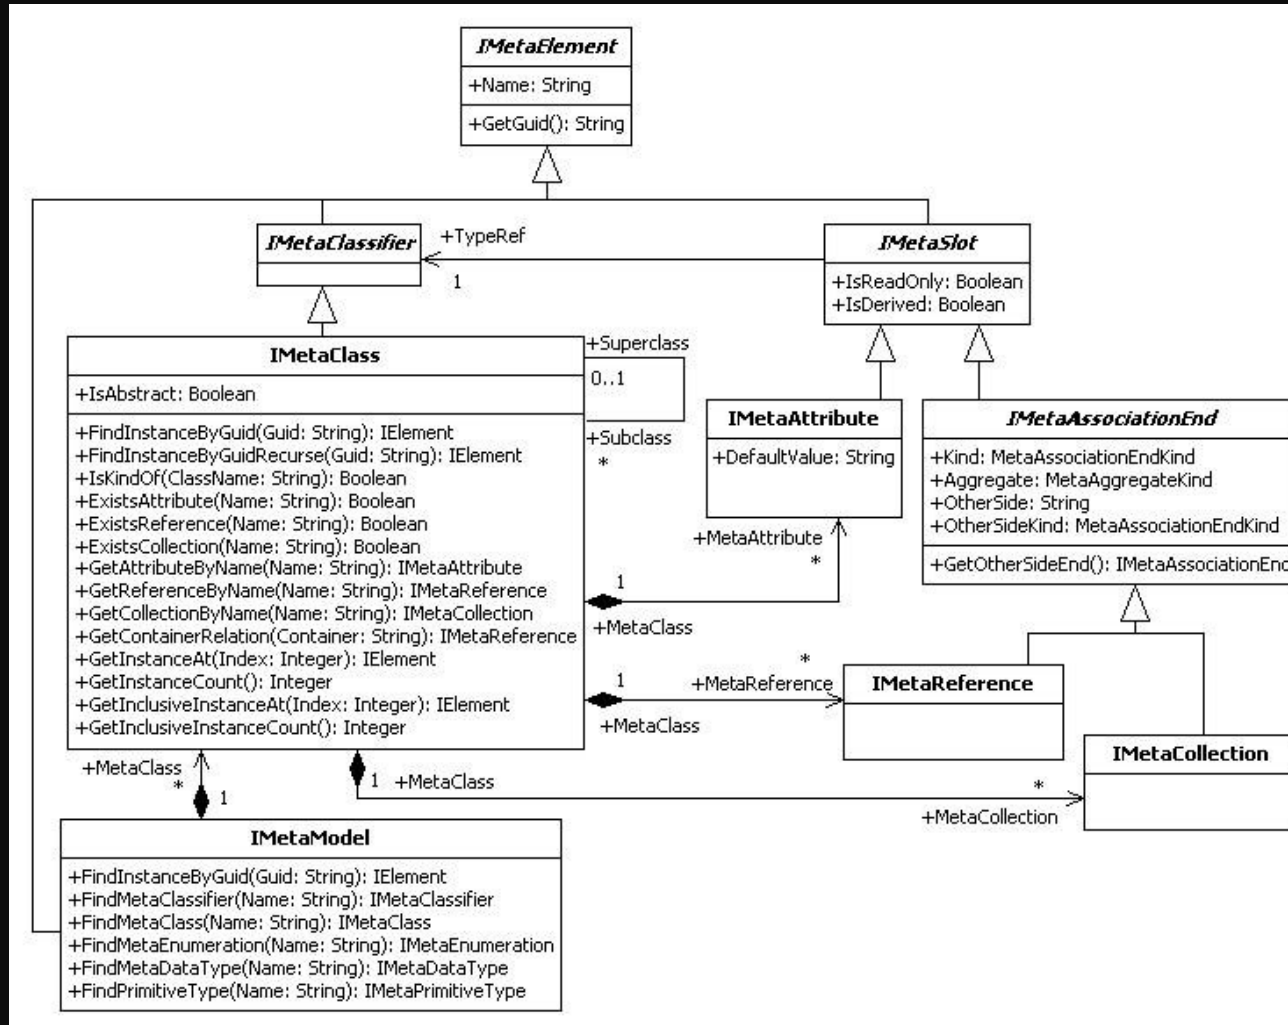 IMetaElement
+Name: String
+GetGuid(): String
IMetaClassifier
+TypeRef
1
IMetaSlot
+IsReadOnly: Boolean
+IsDerived: Boolean
IMetaClass
+IsAbstract: Boolean
+FindInstanceByGuid(Guid: String): IElement
+FindInstanceByGuidRecurse(Guid: String): IElement
+IsKindOf(ClassName: String): Boolean
+ExistsAttribute(Name: String): Boolean
+ExistsReference(Name: String): Boolean
+ExistsCollection(Name: String): Boolean
+GetAttributeByName(Name: String): IMetaAttribute
+GetReferenceByName(Name: String): IMetaReference
+GetCollectionByName(Name: String): IMetaCollection
+GetContainerRelation(Container: String): IMetaReference
+GetInstanceAt(Index: Integer): IElement
+GetInstanceCount(): Integer
+GetInclusiveInstanceAt(Index: Integer): IElement
+GetInclusiveInstanceCount(): Integer
+Superclass
0..1
+Subclass
*
IMetaAttribute
+DefaultValue: String
IMetaAssociationEnd
+Kind: MetaAssociationEndKind
+Aggregate: MetaAggregateKind
+OtherSide: String
+OtherSideKind: MetaAssociationEndKind
+GetOtherSideEnd(): IMetaAssociationEnd
+MetaAttribute
*
1
+MetaClass
*
1
+MetaReference
+MetaClass
IMetaReference
IMetaCollection
+MetaClass
*
1
1
+MetaClass
*
+MetaCollection
IMetaModel
+FindInstanceByGuid(Guid: String): IElement
+FindMetaClassifier(Name: String): IMetaClassifier
+FindMetaClass(Name: String): IMetaClass
+FindMetaEnumeration(Name: String): IMetaEnumeration
+FindMetaDataType(Name: String): IMetaDataType
+FindPrimitiveType(Name: String): IMetaPrimitiveType